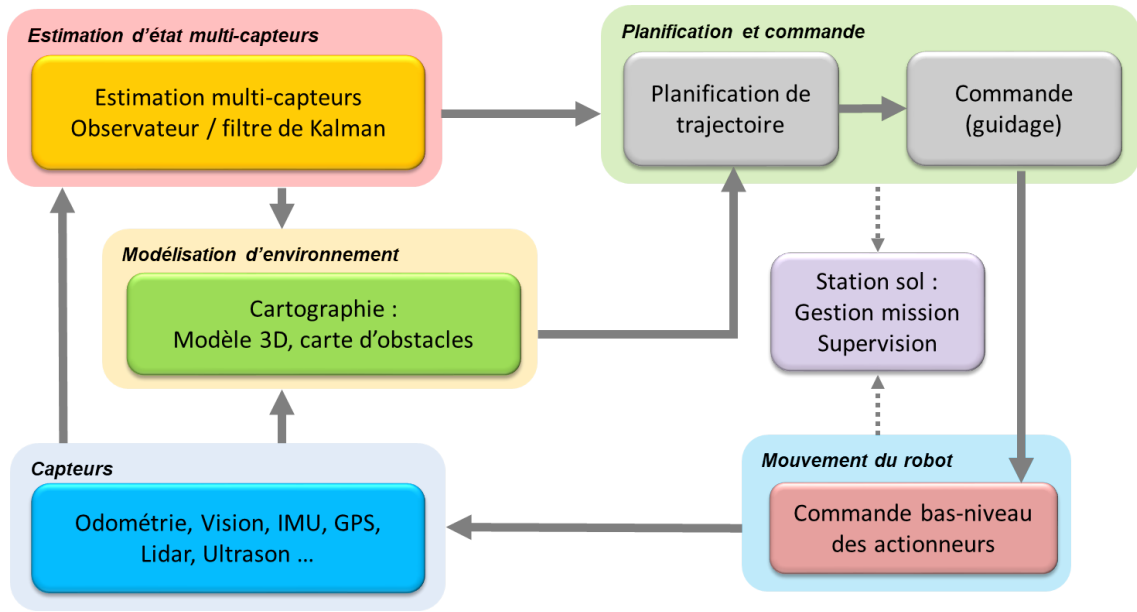 Estimation d'état multi-capteurs
Estimation multi-capteurs
Observateur / filtre de Kalman
Planification et commande
Planification de
trajectoire
Commande
(guidage)
Modélisation d'environnement
Cartographie :
Modèle 3D, carte d'obstacles
Station sol :
Gestion mission
Supervision
Capteurs
Odométrie, Vision, IMU, GPS,
Lidar, Ultrason ...
Mouvement du robot
Commande bas-niveau
des actionneurs